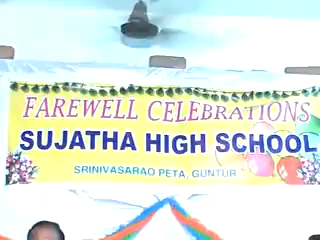 FAREWELL CELEBRATIONS
SUJATHA HIGH SCHOOL
SRINIVASARAO PETA, GUNTUR